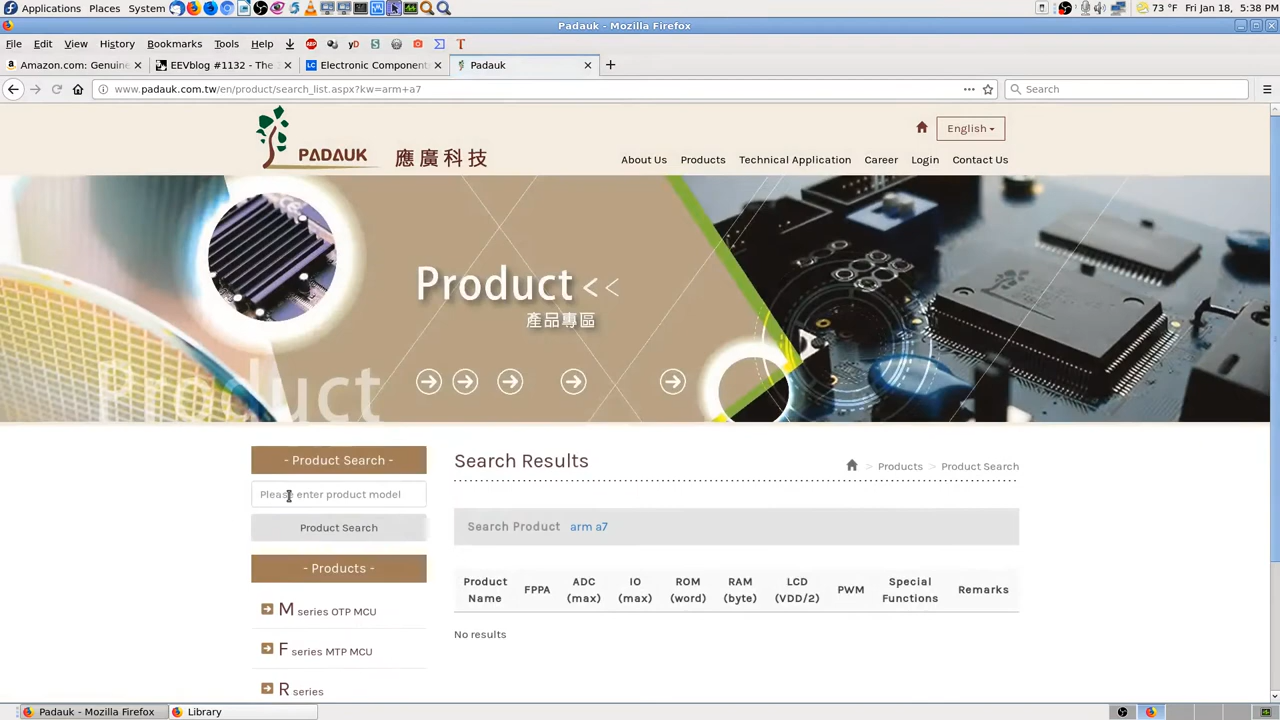 Applications Places System 73 °F Fri Jan 18, 5:38 PM
Padauk - Mozilla Firefox
File Edit View History Bookmarks Tools Help
Amazon.com: Genuine EEVblog #1132 - The Electronic Component Padauk
www.padauk.com.tw/en/product/search_list.aspx?kw=arm+a7 Search
English
PADAUK 應廣科技
About Us Products Technical Application Career Login Contact Us
Product <<
產品專區
Product
- Product Search -
Please enter product model
Product Search
- Products -
M series OTP MCU
F series MTP MCU
R series
Search Results
> Products > Product Search
Search Product arm a7
Product Name FPPA ADC (max) IO (max) ROM (word) RAM (byte) LCD (VDD/2) PWM Special Functions Remarks
No results
Padauk - Mozilla Firefox Library